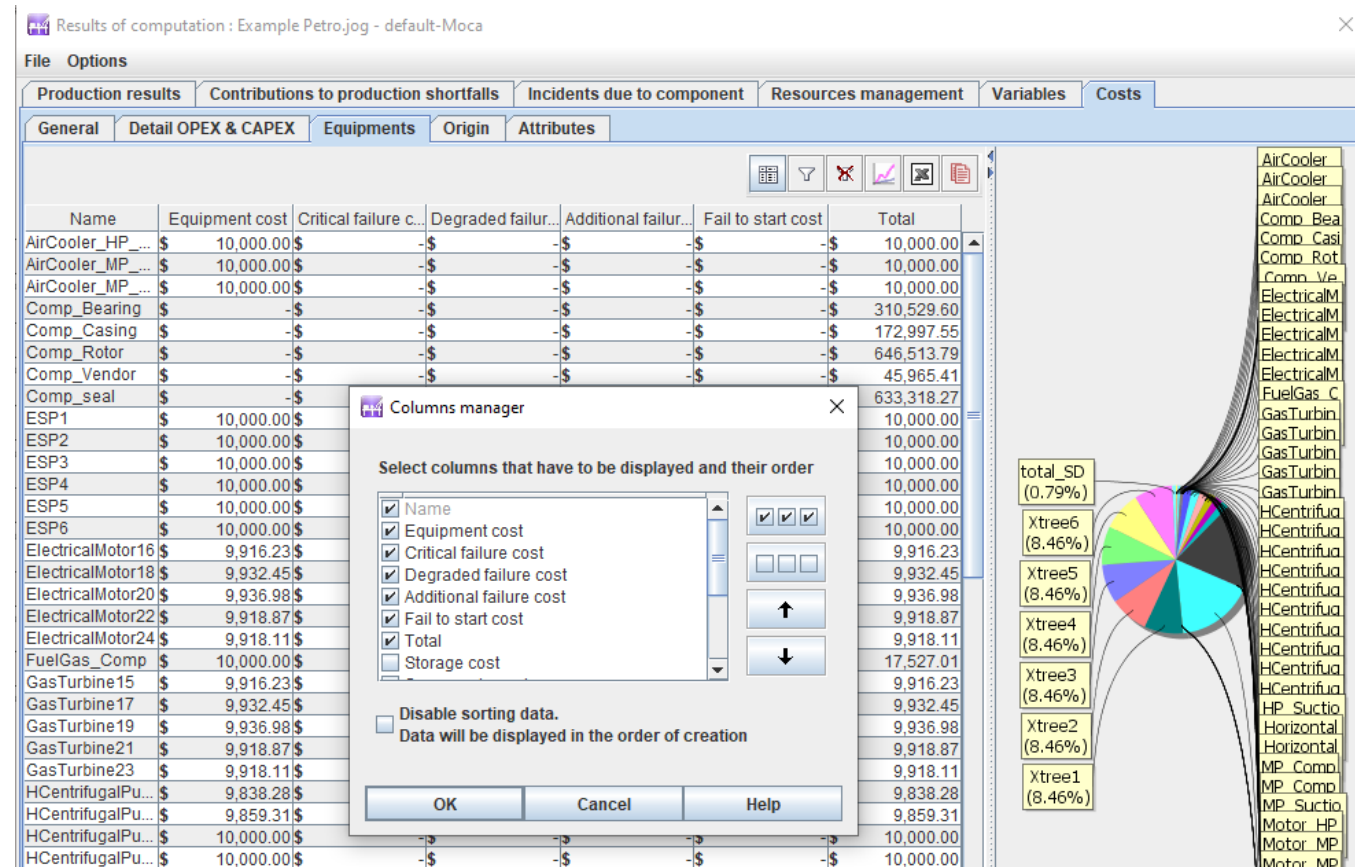 Results of computation : Example Petro.jog - default-Moca
File Options
Production results Contributions to production shortfalls Incidents due to component Resources management Variables Costs
General Detail OPEX & CAPEX Equipments Origin Attributes
Name Equipment cost Critical failure c... Degraded failur... Additional failur... Fail to start cost Total
AirCooler_HP_... $ 10,000.00 $ - $ - $ - $ - $ 10,000.00
AirCooler_MP_... $ 10,000.00 $ - $ - $ - $ - $ 10,000.00
AirCooler_MP_... $ 10,000.00 $ - $ - $ - $ - $ 10,000.00
Comp_Bearing $ - $ - $ - $ - $ - $ 310,529.60
Comp_Casing $ - $ - $ - $ - $ - $ 172,997.55
Comp_Rotor $ - $ - $ - $ - $ - $ 646,513.79
Comp_Vendor $ - $ - $ - $ - $ - $ 45,965.41
Comp_seal $ - $ 633,318.27
ESP1 $ 10,000.00 $ 10,000.00
ESP2 $ 10,000.00 $ 10,000.00
ESP3 $ 10,000.00 $ 10,000.00
ESP4 $ 10,000.00 $ 10,000.00
ESP5 $ 10,000.00 $ 10,000.00
ESP6 $ 10,000.00 $ 10,000.00
ElectricalMotor16 $ 9,916.23 $ 9,916.23
ElectricalMotor18 $ 9,932.45 $ 9,932.45
ElectricalMotor20 $ 9,936.98 $ 9,936.98
ElectricalMotor22 $ 9,918.87 $ 9,918.87
ElectricalMotor24 $ 9,918.11 $ 9,918.11
FuelGas_Comp $ 10,000.00 $ 17,527.01
GasTurbine15 $ 9,916.23 $ 9,916.23
GasTurbine17 $ 9,932.45 $ 9,932.45
GasTurbine19 $ 9,936.98 $ 9,936.98
GasTurbine21 $ 9,918.87 $ 9,918.87
GasTurbine23 $ 9,918.11 $ 9,918.11
HCentrifugalPu... $ 9,838.28 $ 9,838.28
HCentrifugalPu... $ 9,859.31 $ 9,859.31
HCentrifugalPu... $ 10,000.00 $ - $ - $ - $ - $ 10,000.00
HCentrifugalPu... $ 10,000.00 $ - $ - $ - $ - $ 10,000.00
Columns manager
Select columns that have to be displayed and their order
Name
Equipment cost
Critical failure cost
Degraded failure cost
Additional failure cost
Fail to start cost
Total
Storage cost
Disable sorting data.
Data will be displayed in the order of creation
OK Cancel Help
total_SD
(0.79%)
Xtree6
(8.46%)
Xtree5
(8.46%)
Xtree4
(8.46%)
Xtree3
(8.46%)
Xtree2
(8.46%)
Xtree1
(8.46%)
AirCooler
AirCooler
AirCooler
Comp_Bea
Comp_Casi
Comp_Rot
Comp_Ve
ElectricalM
ElectricalM
ElectricalM
ElectricalM
ElectricalM
FuelGas_C
GasTurbin
GasTurbin
GasTurbin
GasTurbin
GasTurbin
HCentrifug
HCentrifug
HCentrifug
HCentrifug
HCentrifug
HCentrifug
HCentrifug
HCentrifug
HCentrifug
HCentrifug
HP_Suctio
Horizontal
Horizontal
MP_Comp
MP_Comp
MP_Suctio
Motor_HP
Motor_MP
Motor_MP